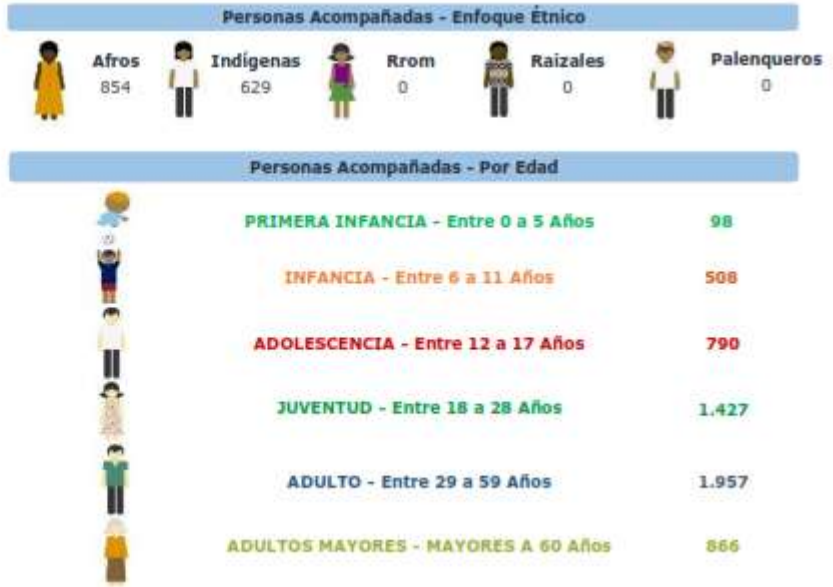 Personas Acompañadas - Enfoque Étnico
Afros Indígenas Rrom Raizales Palenqueros
854 629 0 0 0
Personas Acompañadas - Por Edad
PRIMERA INFANCIA - Entre 0 a 5 Años 98
INFANCIA - Entre 6 a 11 Años 508
ADOLESCENCIA - Entre 12 a 17 Años 790
JUVENTUD - Entre 18 a 28 Años 1.427
ADULTO - Entre 29 a 59 Años 1.957
ADULTOS MAYORES - MAYORES A 60 Años 866